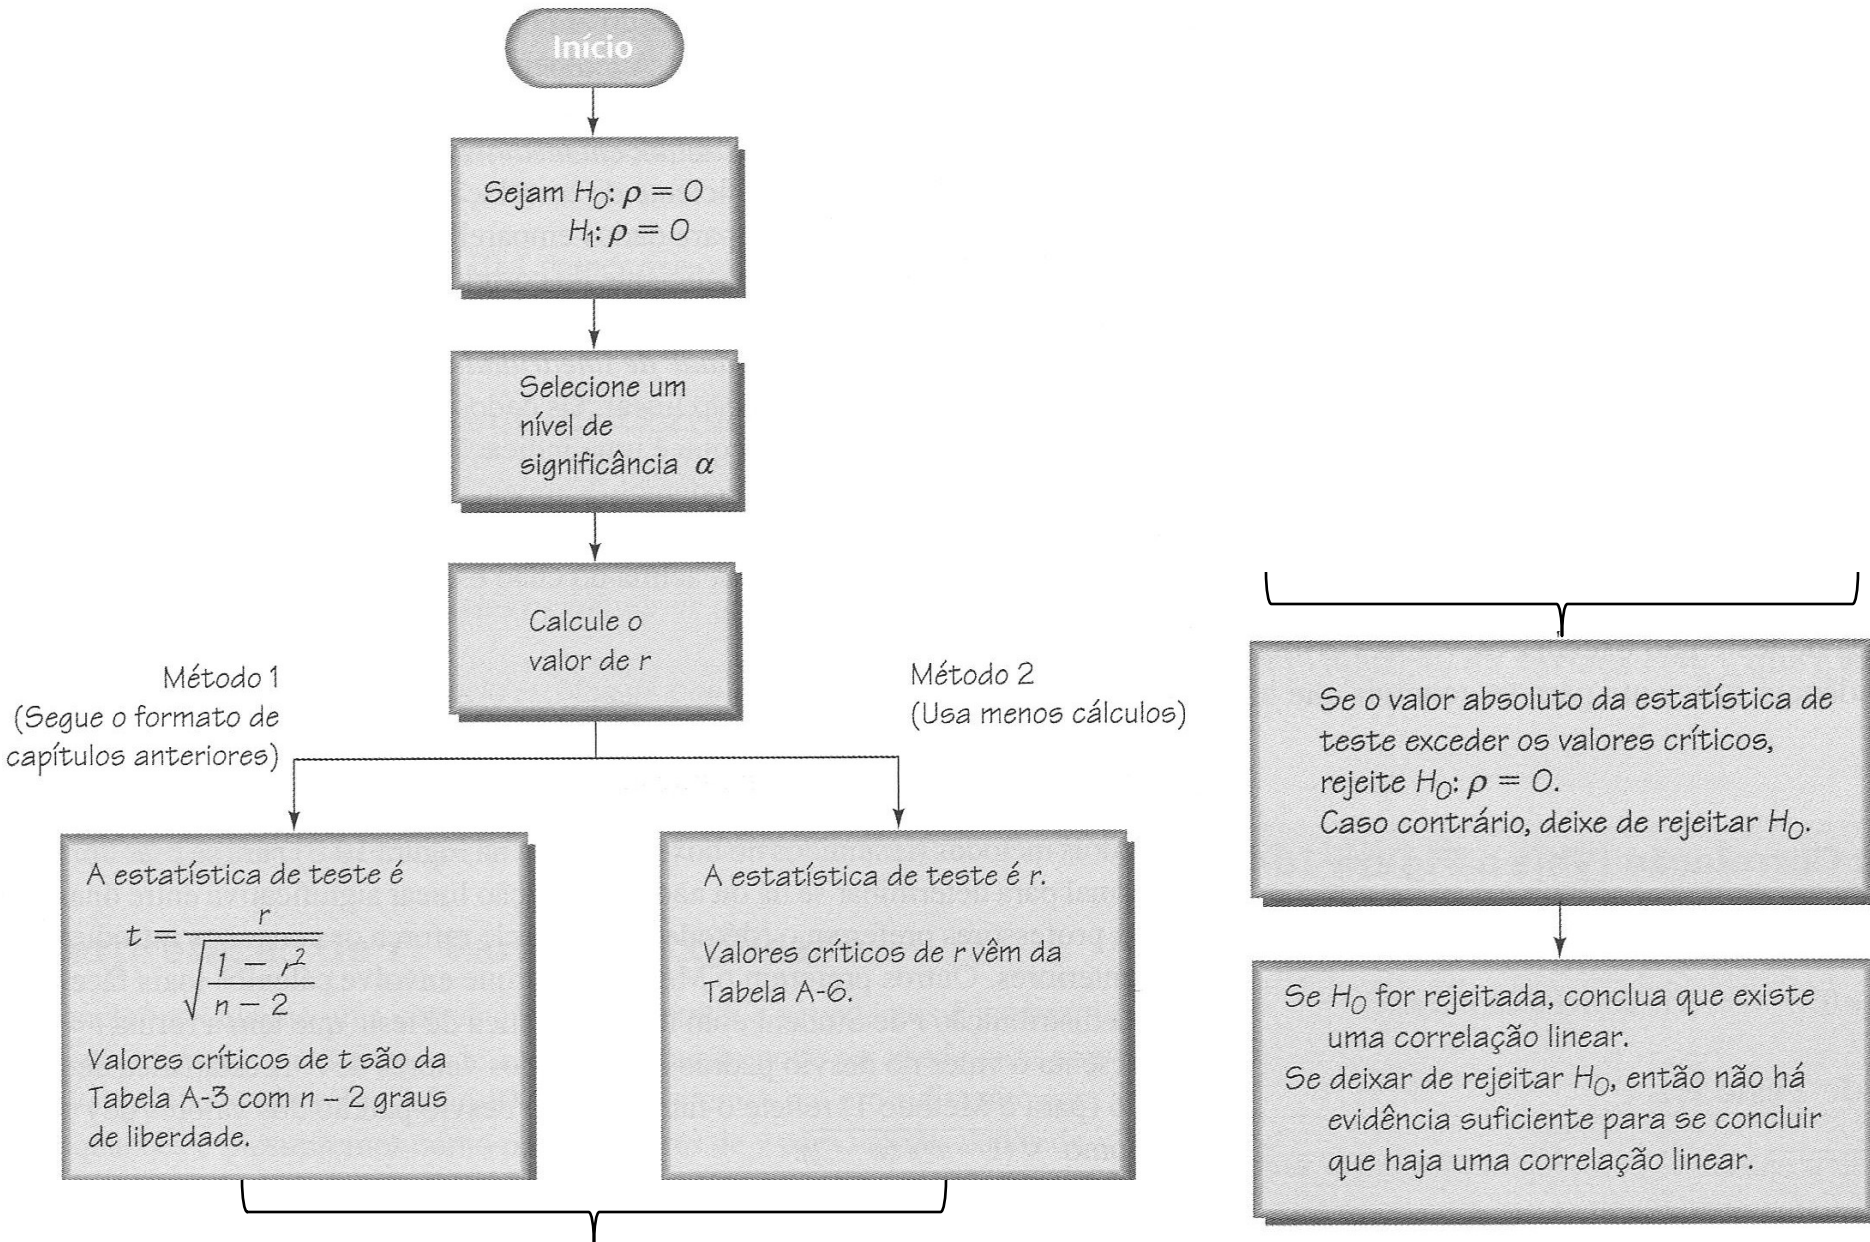 Início
Sejam H₀: ρ = 0
H₁: ρ = 0
Selecione um
nível de
significância α
Calcule o
valor de r
Método 1
(Segue o formato de
capítulos anteriores)
Método 2
(Usa menos cálculos)
A estatística de teste é
t = r / √((1 − r²) / (n − 2))
Valores críticos de t são da
Tabela A-3 com n – 2 graus
de liberdade.
A estatística de teste é r.
Valores críticos de r vêm da
Tabela A-6.
Se o valor absoluto da estatística de
teste exceder os valores críticos,
rejeite H₀: ρ = 0.
Caso contrário, deixe de rejeitar H₀.
Se H₀ for rejeitada, conclua que existe
uma correlação linear.
Se deixar de rejeitar H₀, então não há
evidência suficiente para se concluir
que haja uma correlação linear.